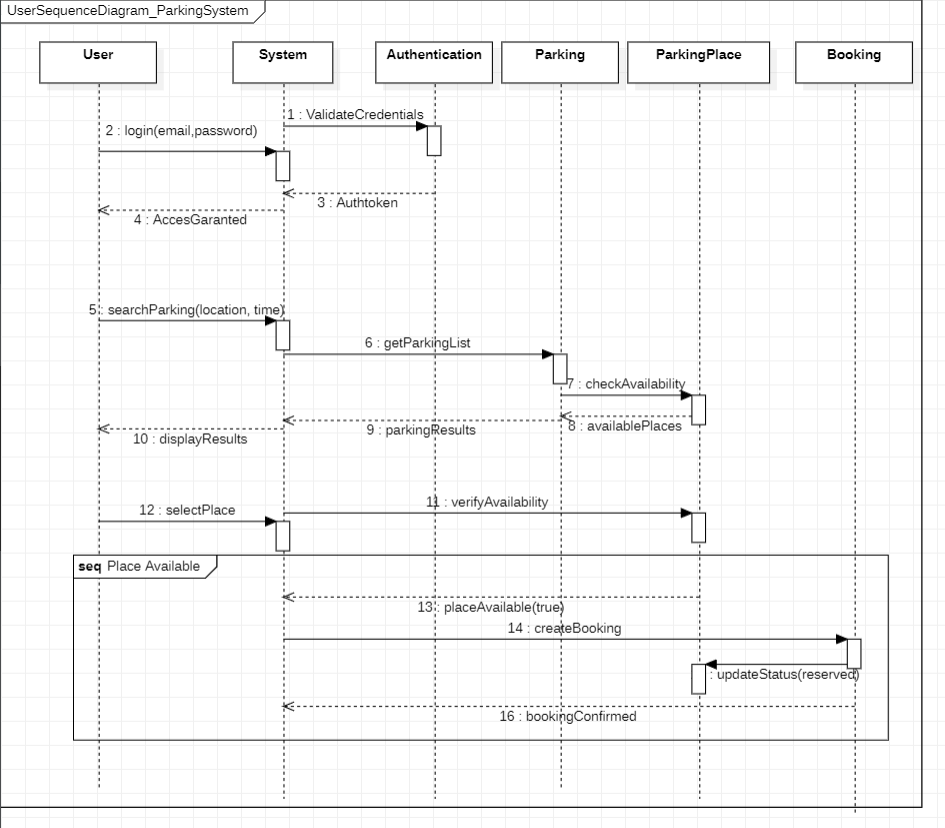 UserSequenceDiagram_ParkingSystem
User
System
Authentication
Parking
ParkingPlace
Booking
1 : ValidateCredentials
2 : login(email,password)
3 : Authtoken
4 : AccesGaranted
5 : searchParking(location, time)
6 : getParkingList
7 : checkAvailability
8 : availablePlaces
9 : parkingResults
10 : displayResults
11 : verifyAvailability
12 : selectPlace
seq Place Available
13 : placeAvailable(true)
14 : createBooking
: updateStatus(reserved)
16 : bookingConfirmed